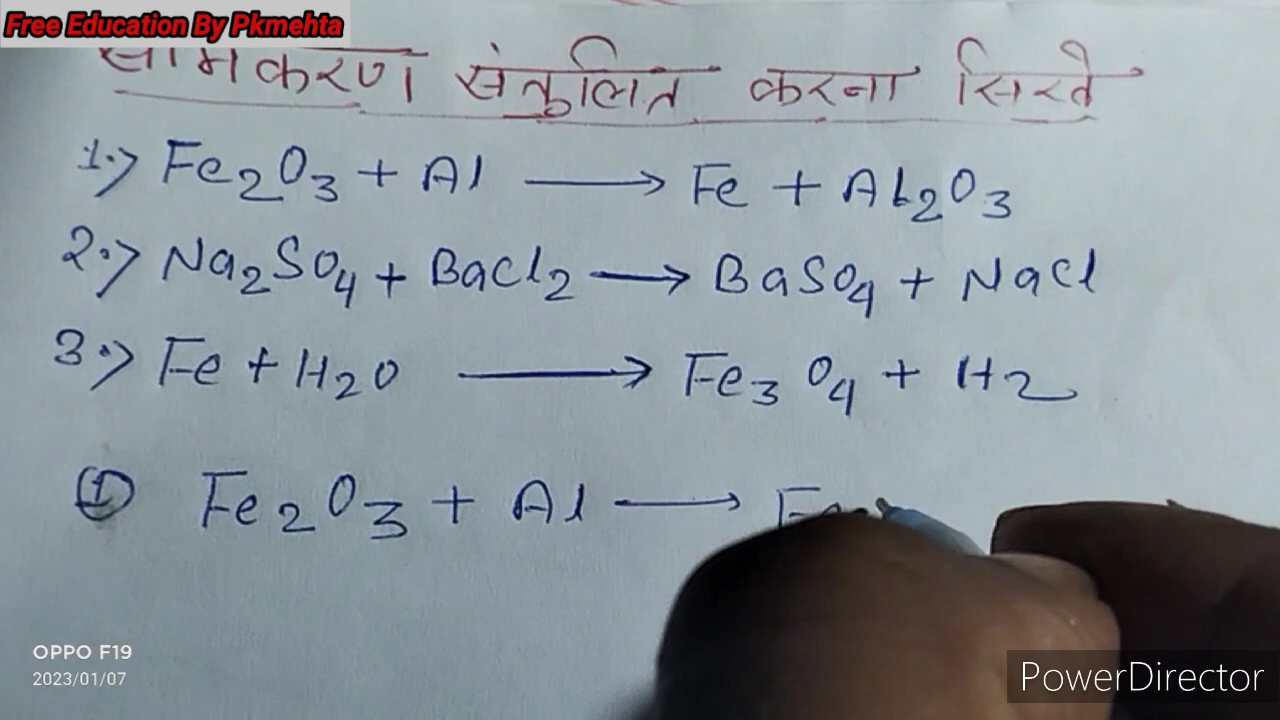 Free Education By Pkmehta
समिकरण संतुलित करना सिखे
1.) Fe2O3 + Al → Fe + Al2O3
2.) Na2SO4 + BaCl2 → BaSO4 + NaCl
3.) Fe + H2O → Fe3O4 + H2
① Fe2O3 + Al → Fe
OPPO F19
2023/01/07
PowerDirector